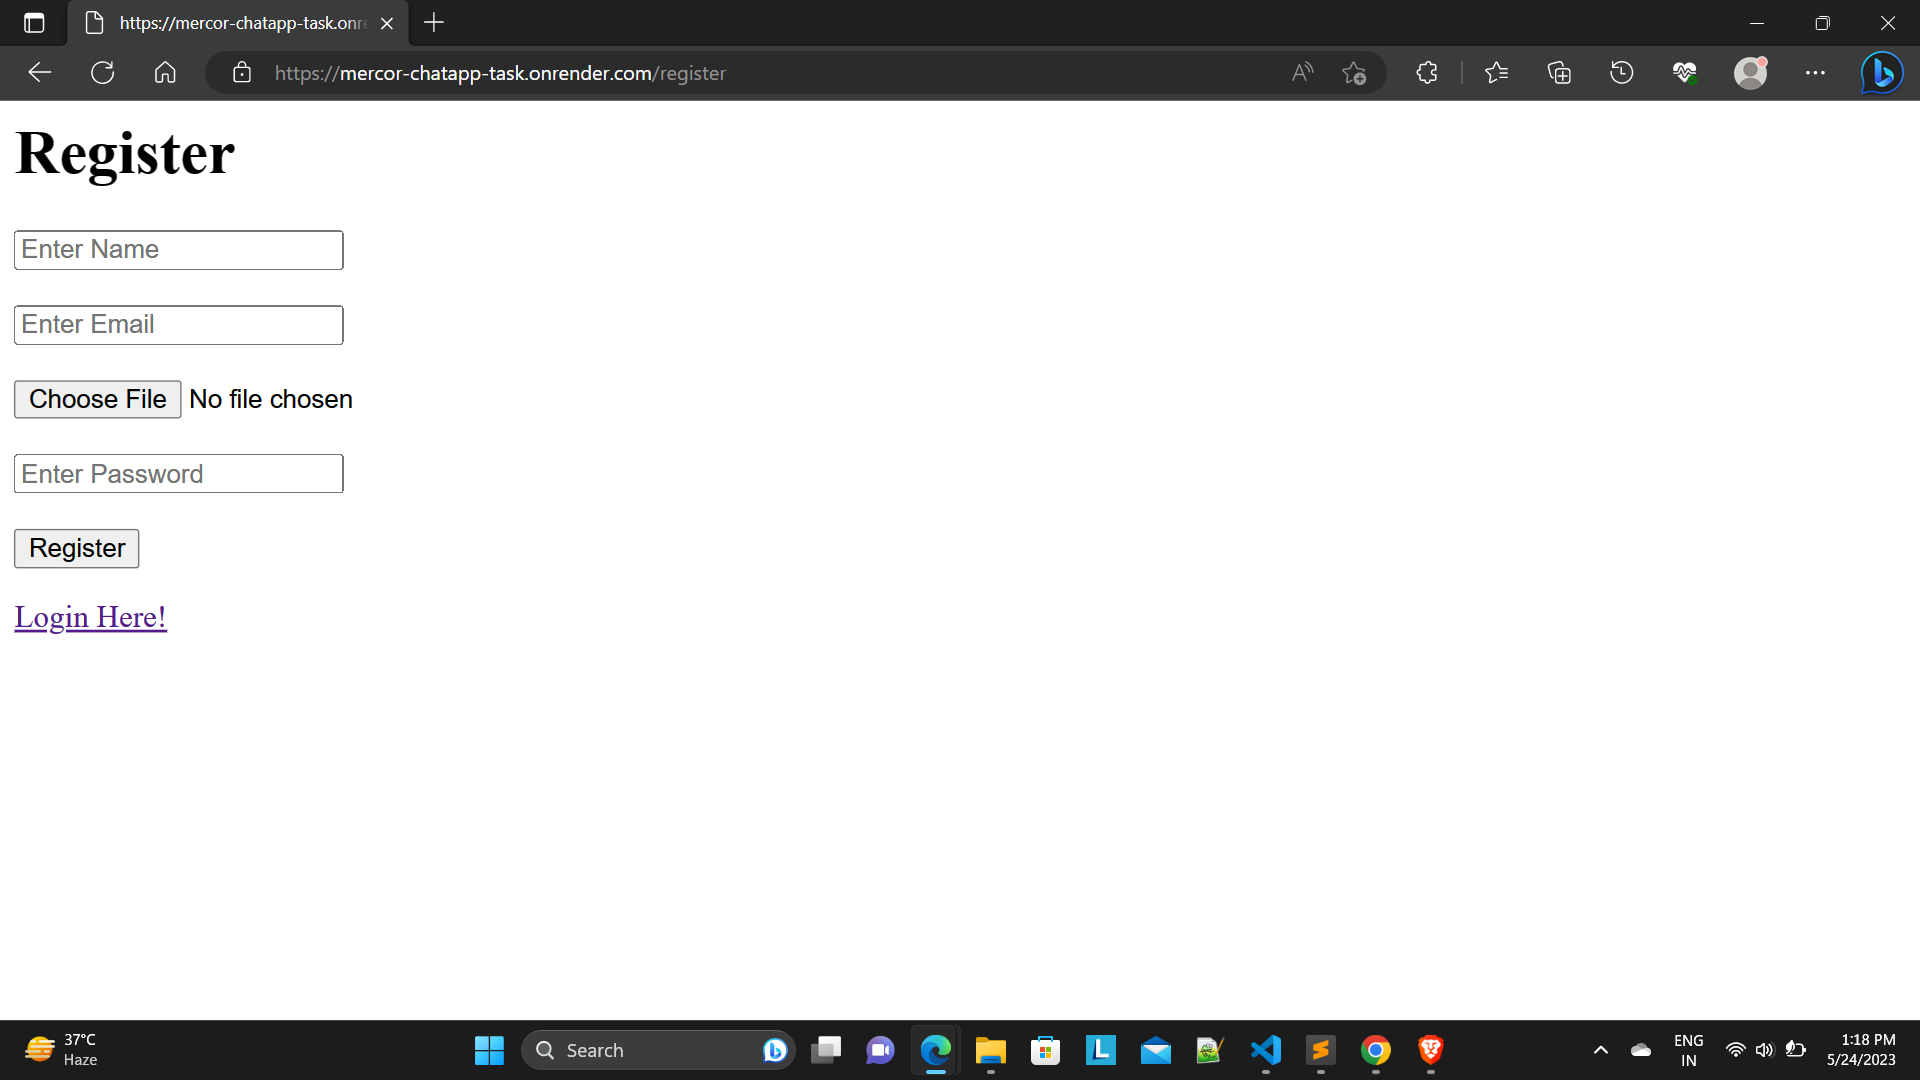 https://mercor-chatapp-task.onr
https://mercor-chatapp-task.onrender.com/register
Register
Enter Name
Enter Email
Choose File No file chosen
Enter Password
Register
Login Here!
37°C
Haze
Search
ENG
IN
1:18 PM
5/24/2023